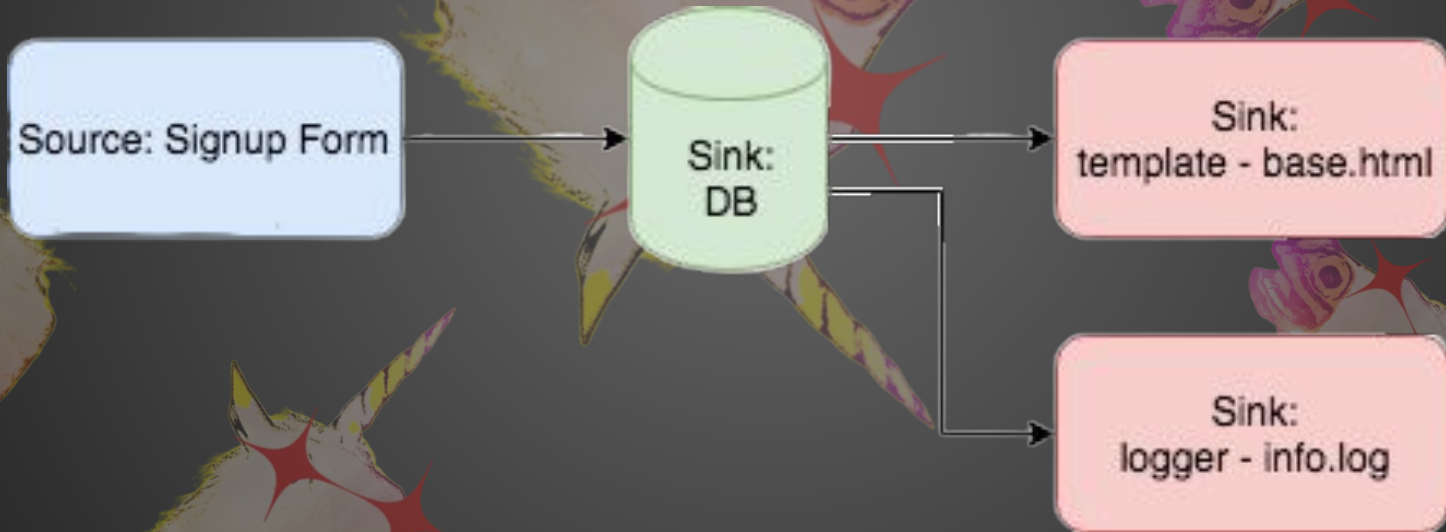 Source: Signup Form
Sink:
DB
Sink:
template - base.html
Sink:
logger - info.log